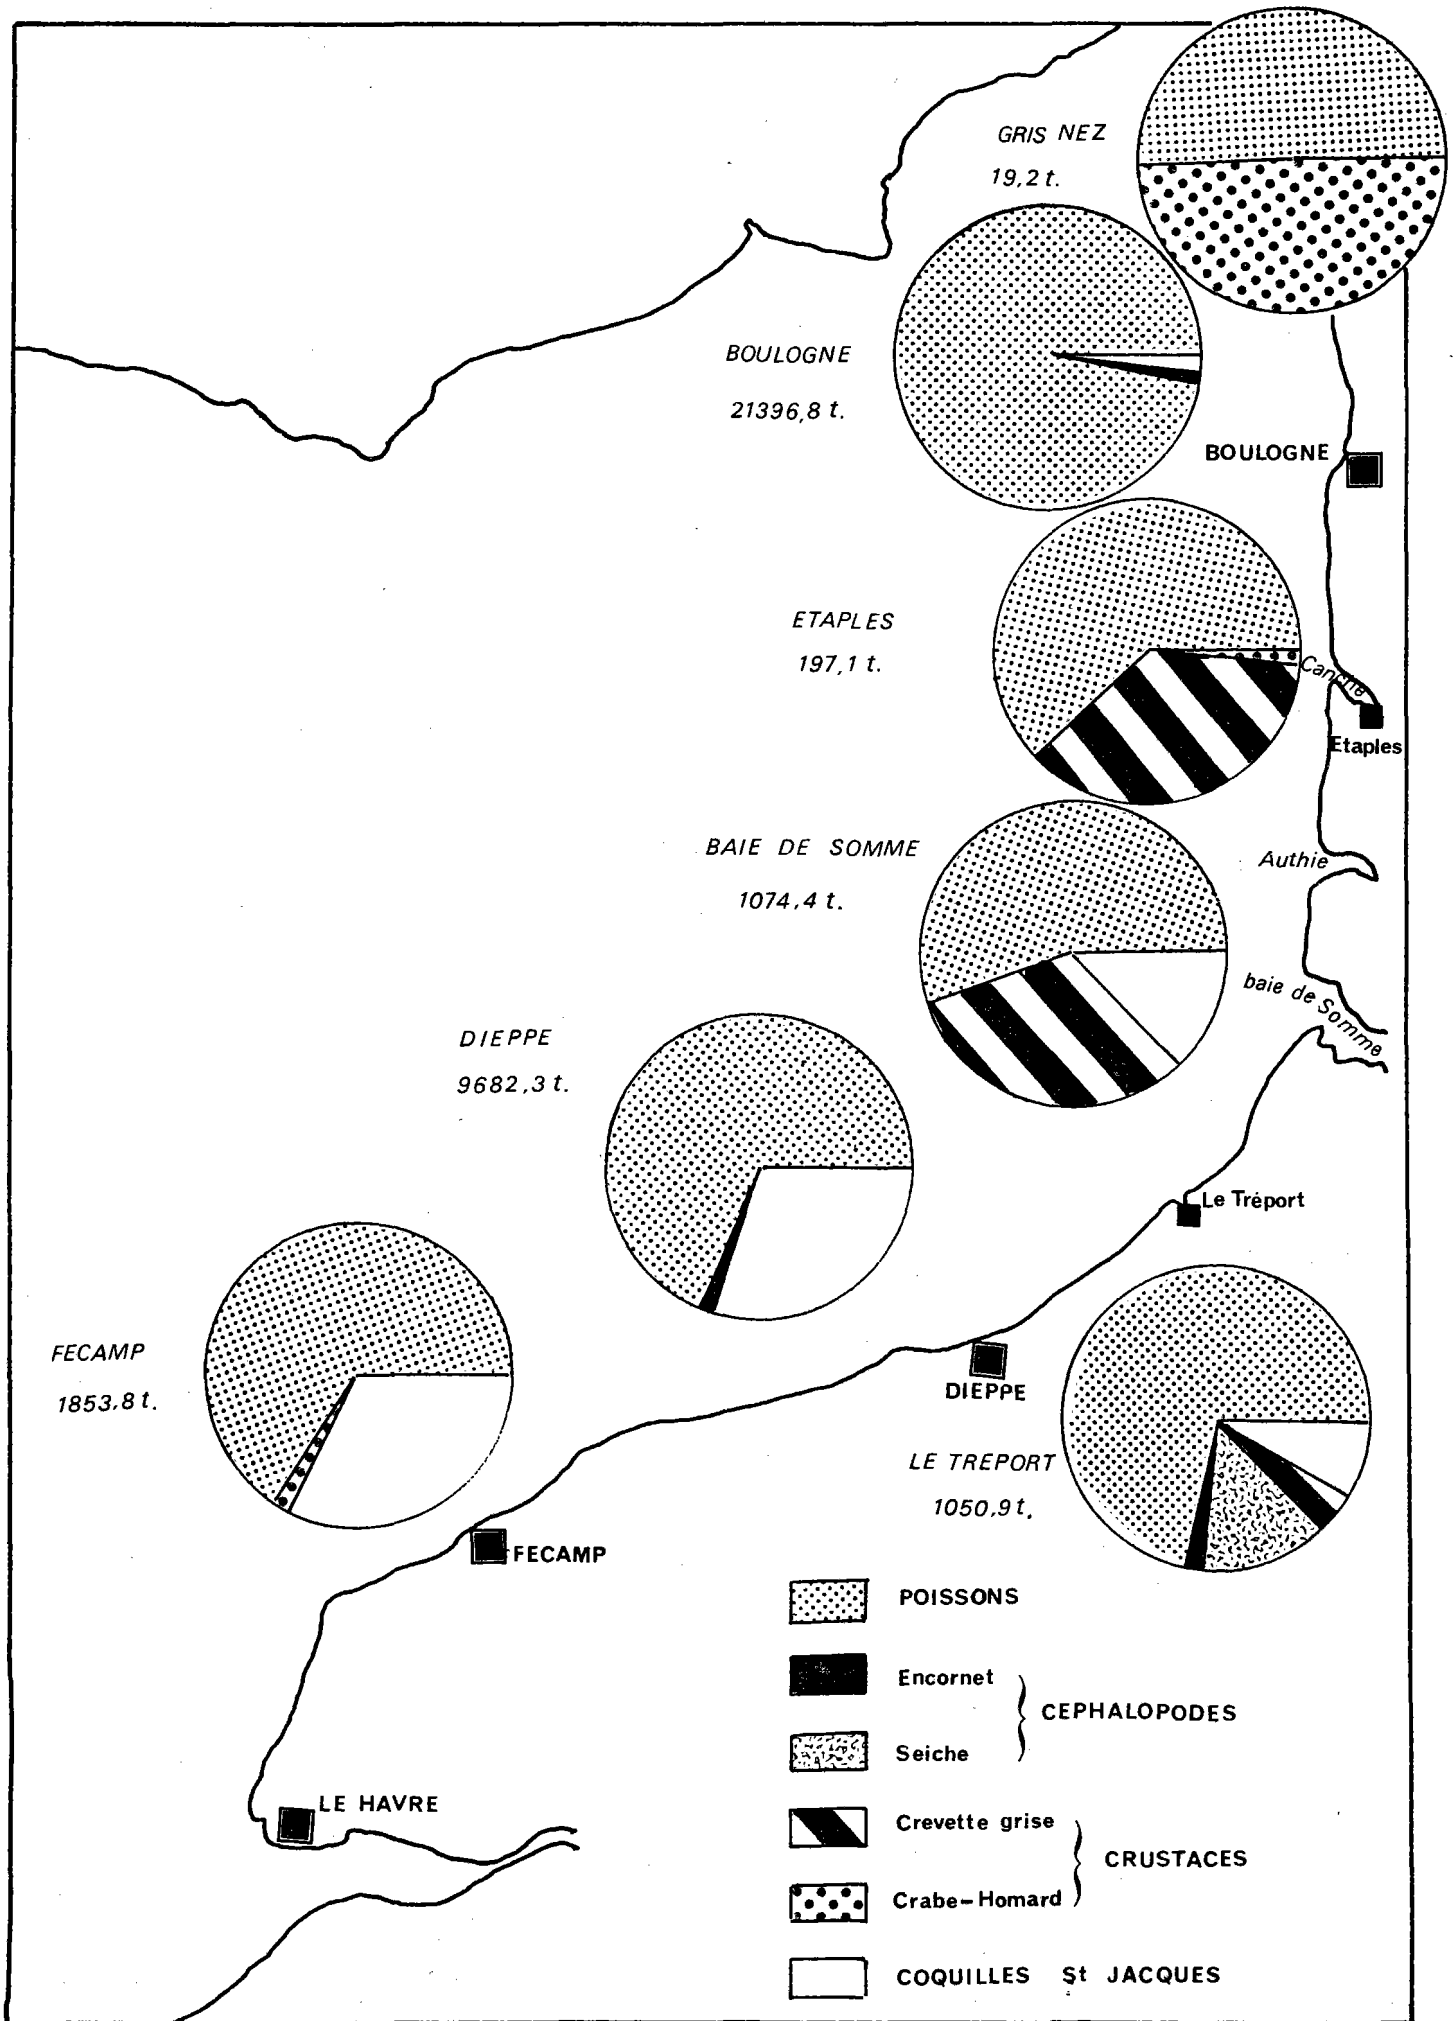 GRIS NEZ
19,2 t.
BOULOGNE
21396,8 t.
BOULOGNE
ETAPLES
197,1 t.
Canche
Etaples
BAIE DE SOMME
1074,4 t.
Authie
baie de Somme
DIEPPE
9682,3 t.
Le Tréport
FECAMP
1853,8 t.
DIEPPE
LE TREPORT
1050,9 t.
FECAMP
POISSONS
Encornet
CEPHALOPODES
Seiche
LE HAVRE
Crevette grise
CRUSTACES
Crabe-Homard
COQUILLES St JACQUES